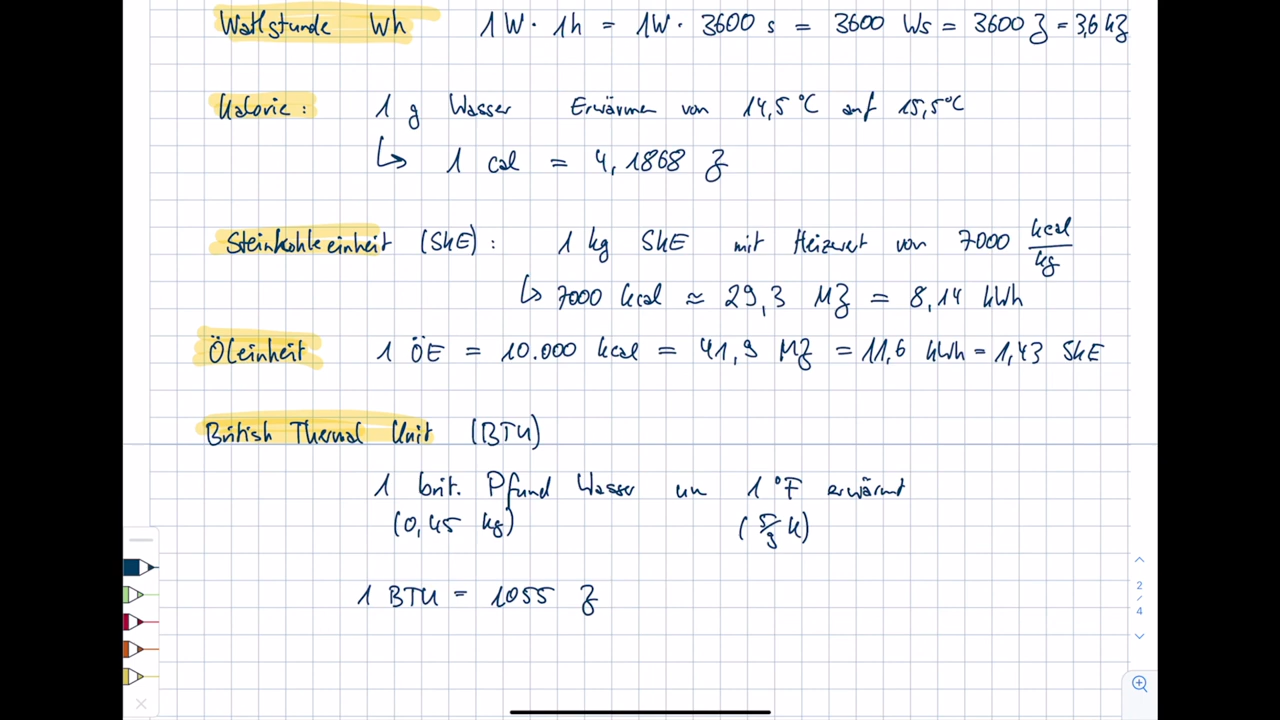 Wattstunde Wh 1 W · 1h = 1W · 3600 s = 3600 Ws = 3600 J = 3,6 kJ
Kalorie: 1 g Wasser Erwärmen von 14,5 °C auf 15,5°C
↳ 1 cal = 4,1868 J
Steinkohleeinheit (SKE): 1 kg SKE mit Heizwert von 7000 kcal/kg
↳ 7000 kcal ≈ 29,3 MJ = 8,14 kWh
Öleinheit 1 ÖE = 10.000 kcal = 41,9 MJ = 11,6 kWh = 1,43 SKE
British Thermal Unit (BTU)
1 brit. Pfund Wasser um 1 °F erwärmt
(0,45 kg) (5/9 K)
1 BTU = 1055 J
2
/
4